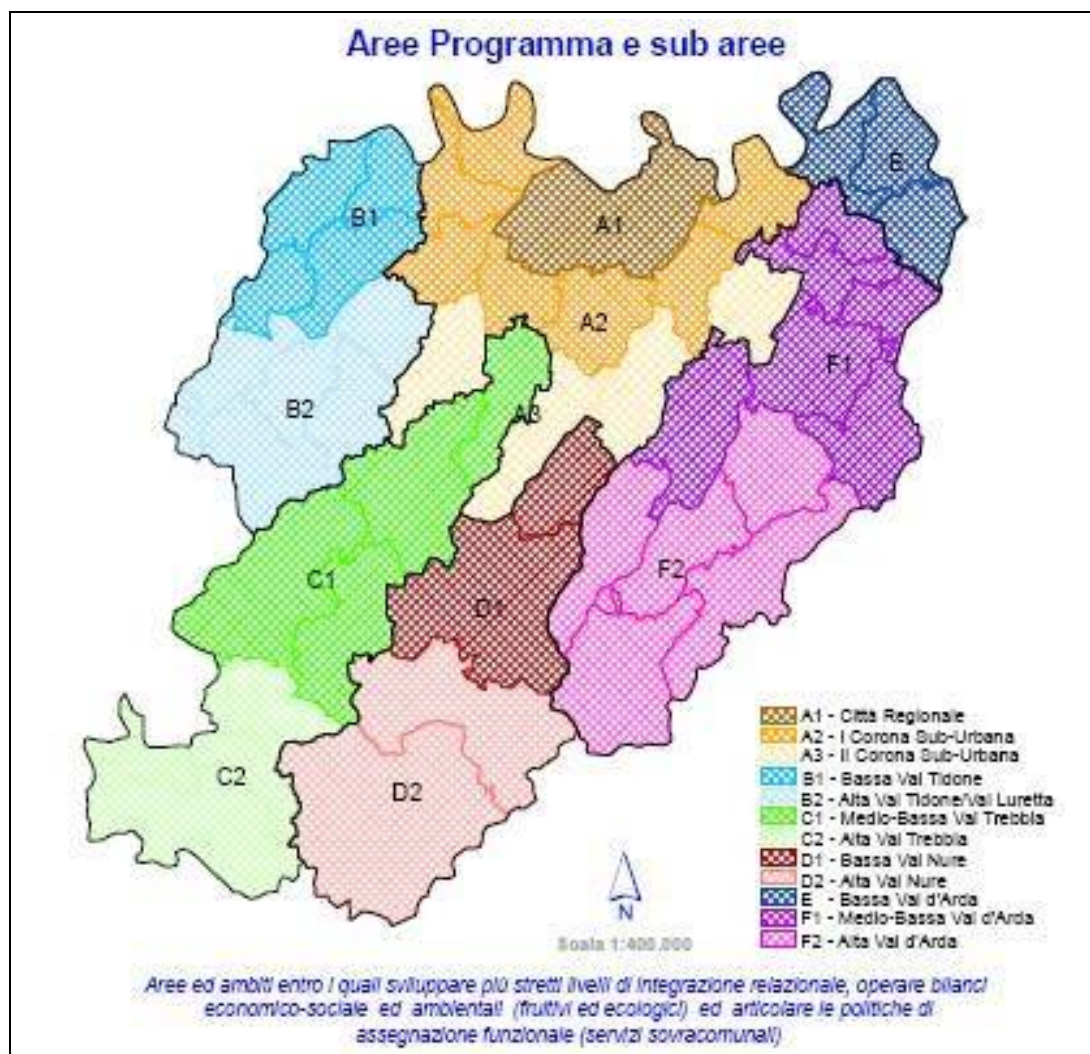 Aree Programma e sub aree
E
B1
A1
A2
F1
B2
A3
F2
C1
D1
C2
D2
A1 - Città Regionale
A2 - I Corona Sub-Urbana
A3 - II Corona Sub-Urbana
B1 - Bassa Val Tidone
B2 - Alta Val Tidone/Val Luretta
C1 - Medio-Bassa Val Trebbia
C2 - Alta Val Trebbia
D1 - Bassa Val Nure
D2 - Alta Val Nure
E - Bassa Val d'Arda
F1 - Medio-Bassa Val d'Arda
F2 - Alta Val d'Arda
N
Scala 1:400.000
Aree ed ambiti entro i quali sviluppare più stretti livelli di integrazione relazionale, operare bilanci
economico-sociale ed ambientali (fruitivi ed ecologici) ed articolare le politiche di
assegnazione funzionale (servizi sovracomunali)